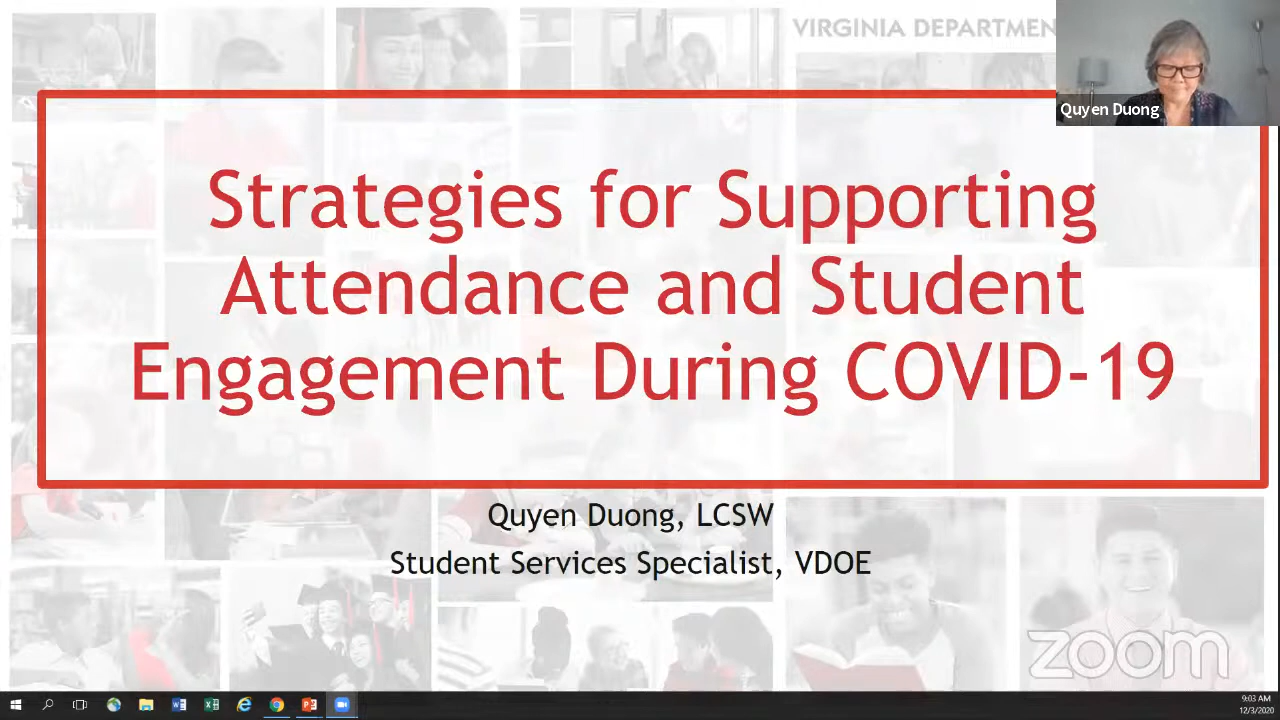 VIRGINIA DEPARTMEN
Quyen Duong
Strategies for Supporting
Attendance and Student
Engagement During COVID-19
Quyen Duong, LCSW
Student Services Specialist, VDOE
zoom
9:03 AM
12/3/2020